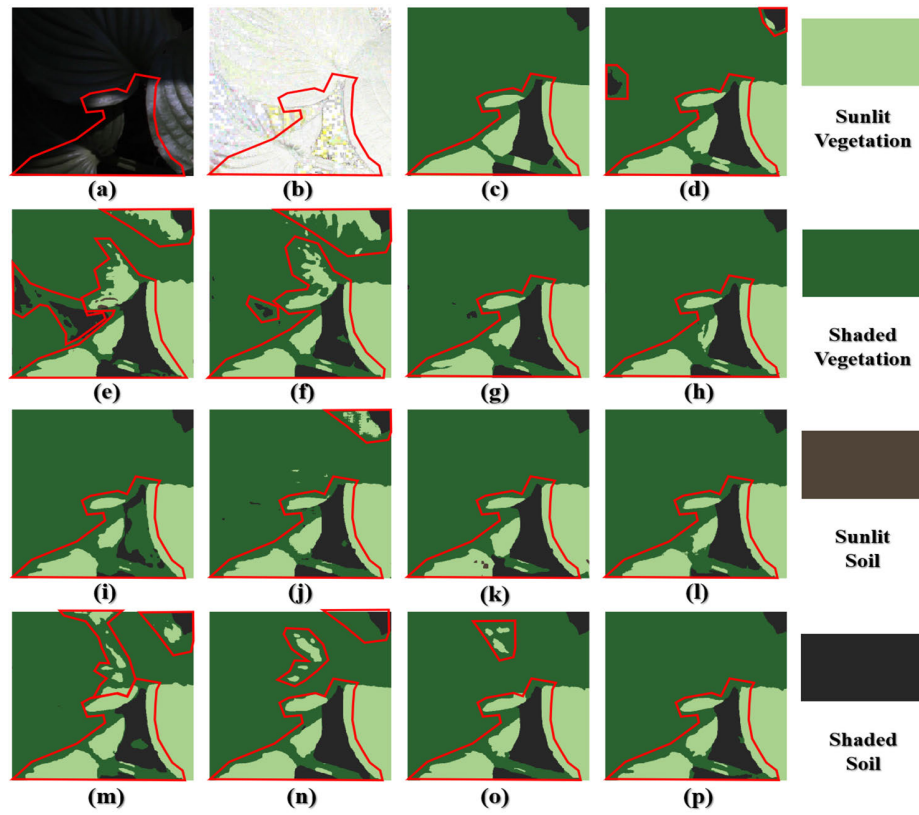 (a) (b) (c) (d)
Sunlit
Vegetation
(e) (f) (g) (h)
Shaded
Vegetation
(i) (j) (k) (l)
Sunlit
Soil
(m) (n) (o) (p)
Shaded
Soil